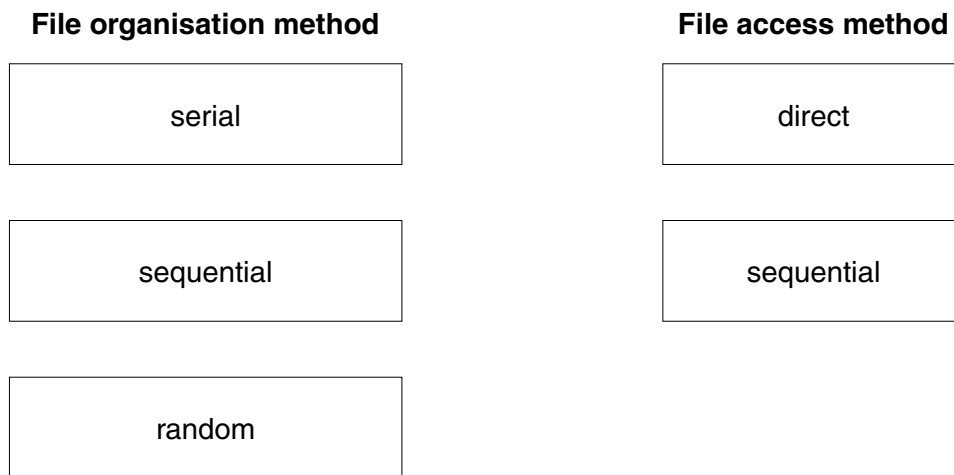 File organisation method
File access method
serial
direct
sequential
sequential
random